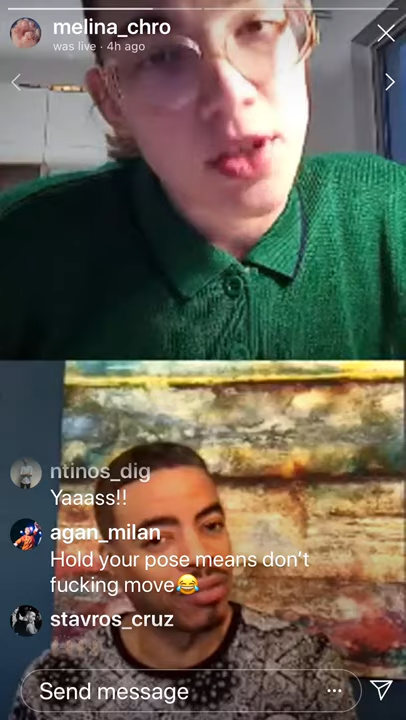 melina_chro
was live · 4h ago
ntinos_dig
Yaaass!!
agan_milan
Hold your pose means don't
fucking move😂
stavros_cruz
Send message